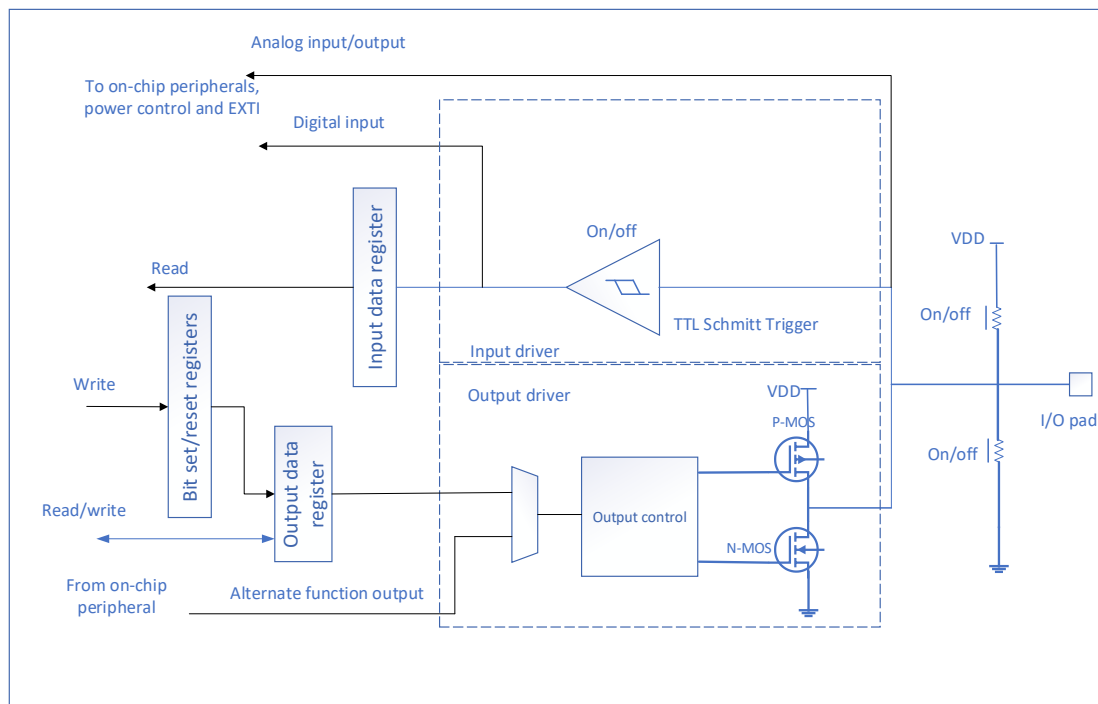 Analog input/output
To on-chip peripherals,
power control and EXTI
Digital input
On/off
Input data register
Read
TTL Schmitt Trigger
Input driver
VDD
On/off
Bit set/reset registers
Write
Output driver
VDD
P-MOS
I/O pad
On/off
Output data
register
Read/write
Output control
N-MOS
From on-chip
peripheral
Alternate function output